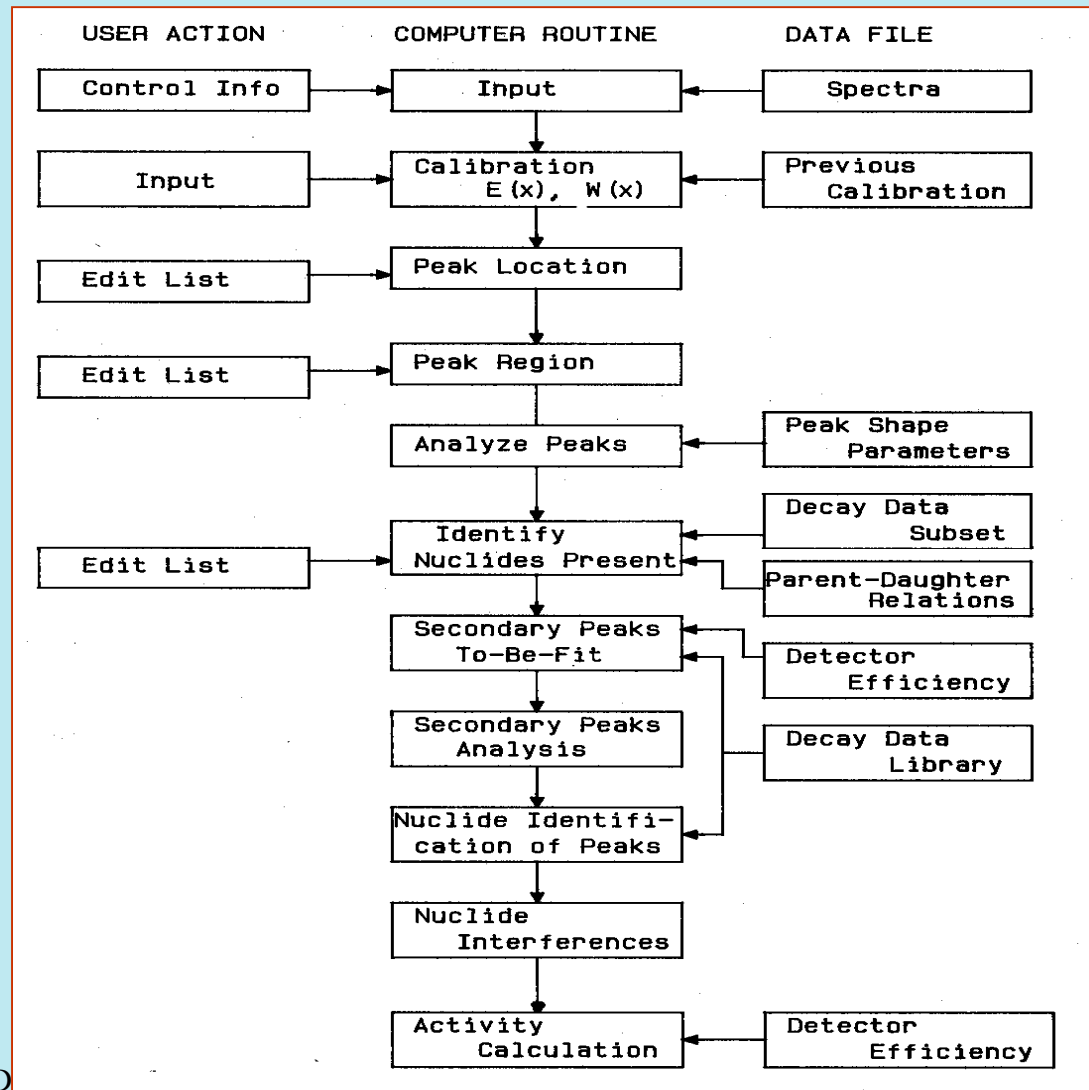 USER ACTION COMPUTER ROUTINE DATA FILE
Control Info Input Spectra
Input
Calibration
E(x), W(x)
Previous
Calibration
Edit List
Peak Location
Edit List
Peak Region
Analyze Peaks
Peak Shape
Parameters
Edit List
Identify
Nuclides Present
Decay Data
Subset
Parent-Daughter
Relations
Secondary Peaks
To-Be-Fit
Detector
Efficiency
Secondary Peaks
Analysis
Decay Data
Library
Nuclide Identifi-
cation of Peaks
Nuclide
Interferences
Activity
Calculation
Detector
Efficiency